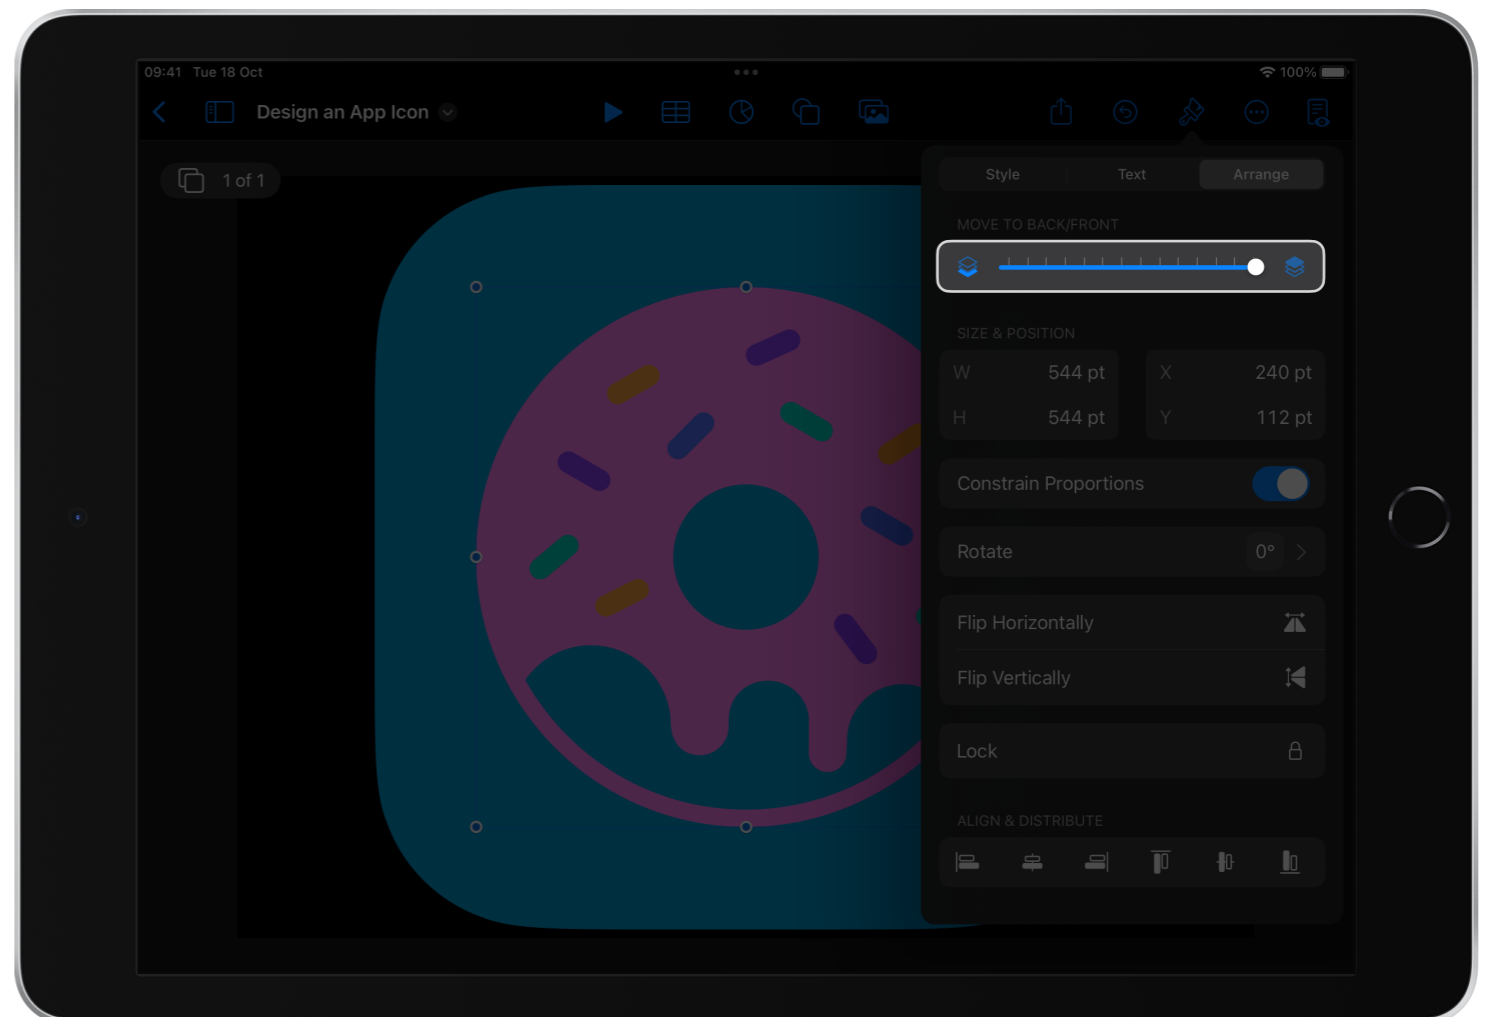 09:41 Tue 18 Oct
100%
Design an App Icon
1 of 1
Style Text Arrange
MOVE TO BACK/FRONT
SIZE & POSITION
W 544 pt X 240 pt
H 544 pt Y 112 pt
Constrain Proportions
Rotate 0°
Flip Horizontally
Flip Vertically
Lock
ALIGN & DISTRIBUTE